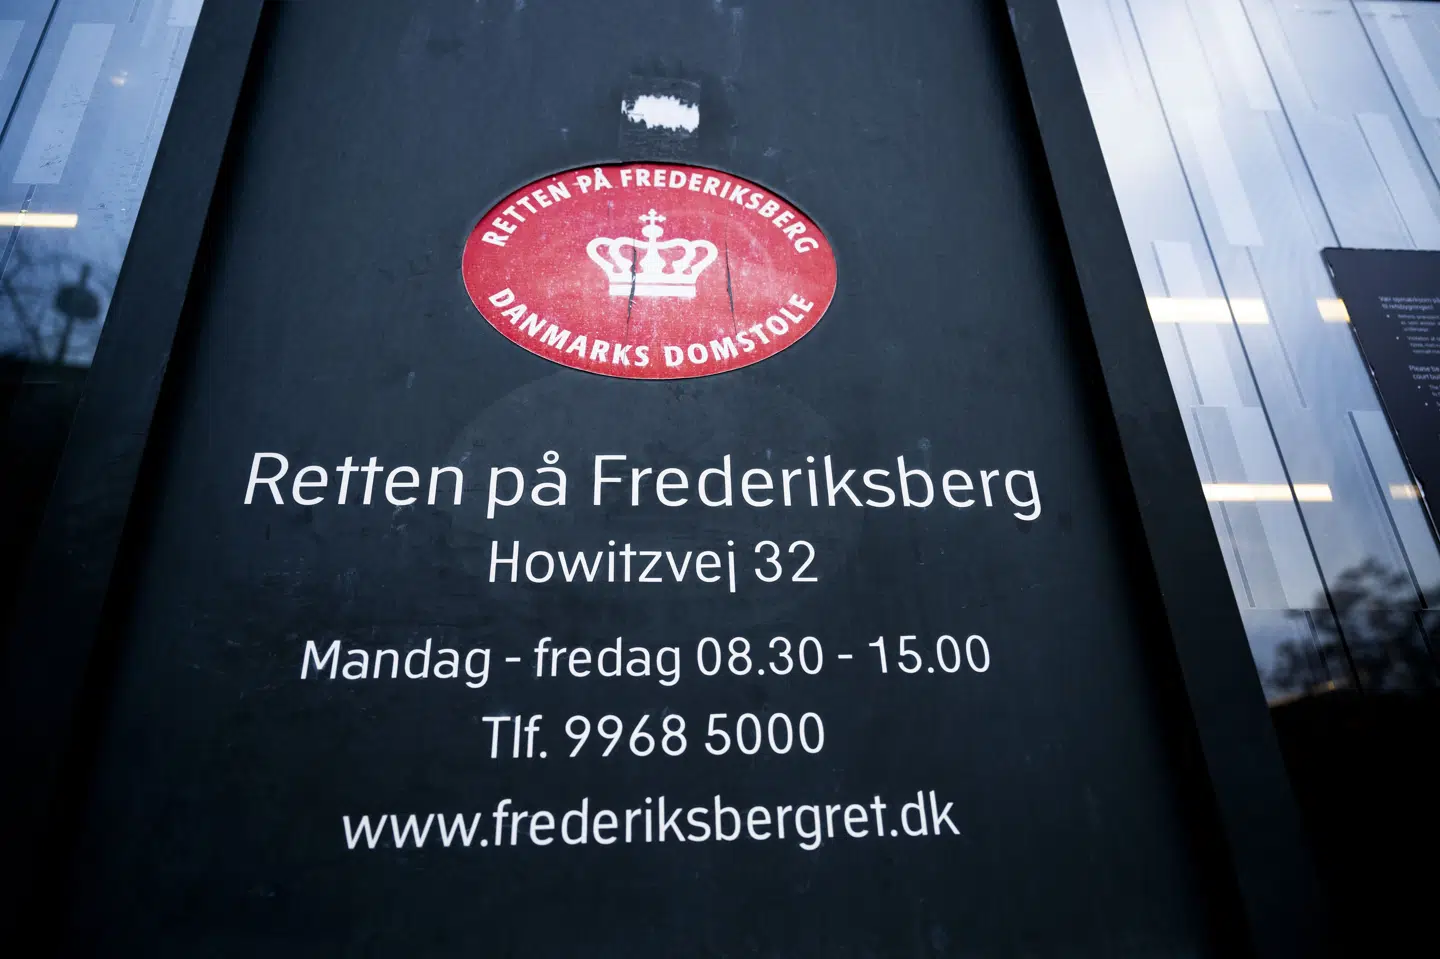 RETTEN PÅ FREDERIKSBERG
DANMARKS DOMSTOLE
Retten på Frederiksberg
Howitzvej 32
Mandag - fredag 08.30 - 15.00
Tlf. 9968 5000
www.frederiksbergret.dk